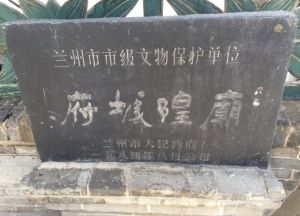 兰州市市级文物保护单位
府城隍庙
兰州市人民政府
一九八四年八月公布